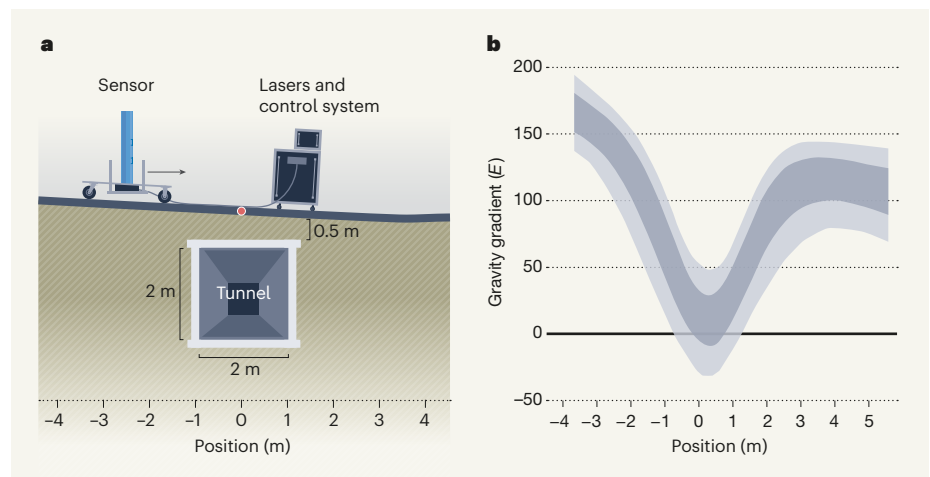 a
Sensor
Lasers and
control system
0.5 m
2 m
Tunnel
2 m
–4 –3 –2 –1 0 1 2 3 4
Position (m)
b
Gravity gradient (E)
200
150
100
50
0
–50
–4 –3 –2 –1 0 1 2 3 4 5
Position (m)